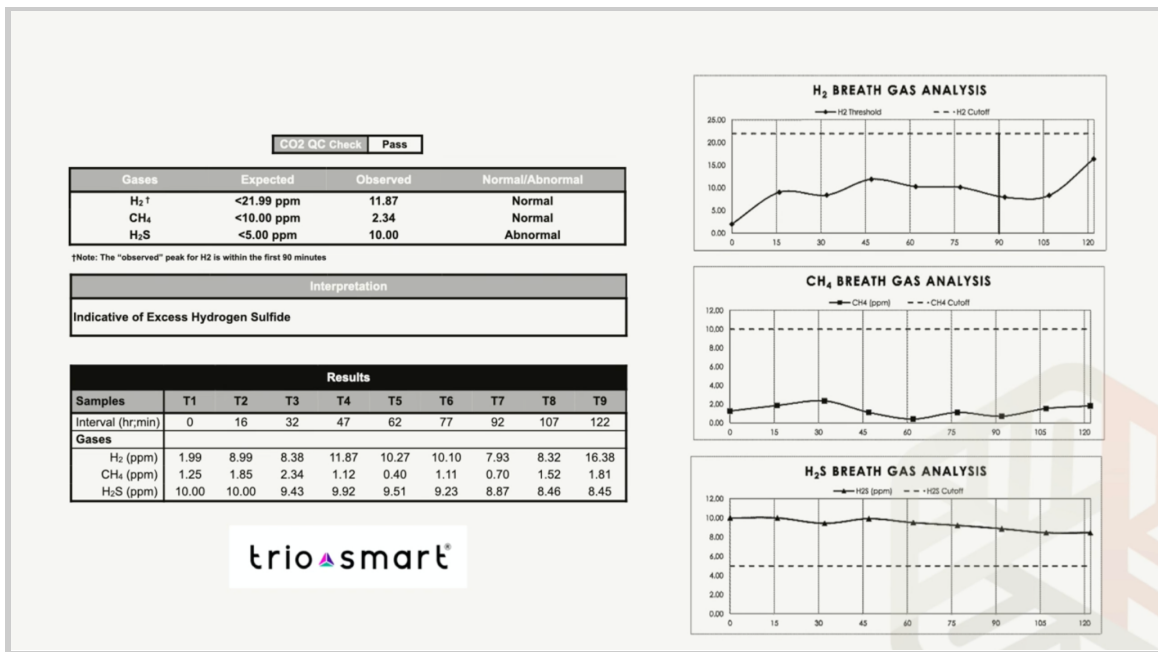 CO2 QC Check Pass
Gases Expected Observed Normal/Abnormal
H₂ † <21.99 ppm 11.87 Normal
CH₄ <10.00 ppm 2.34 Normal
H₂S <5.00 ppm 10.00 Abnormal
†Note: The “observed” peak for H2 is within the first 90 minutes
Interpretation
Indicative of Excess Hydrogen Sulfide
Results
Samples T1 T2 T3 T4 T5 T6 T7 T8 T9
Interval (hr;min) 0 16 32 47 62 77 92 107 122
Gases
H₂ (ppm) 1.99 8.99 8.38 11.87 10.27 10.10 7.93 8.32 16.38
CH₄ (ppm) 1.25 1.85 2.34 1.12 0.40 1.11 0.70 1.52 1.81
H₂S (ppm) 10.00 10.00 9.43 9.92 9.51 9.23 8.87 8.46 8.45
trio smart®
H₂ BREATH GAS ANALYSIS
H2 Threshold H2 Cutoff
25.00
20.00
15.00
10.00
5.00
0.00
0 15 30 45 60 75 90 105 120
CH₄ BREATH GAS ANALYSIS
CH4 (ppm) CH4 Cutoff
12.00
10.00
8.00
6.00
4.00
2.00
0.00
0 15 30 45 60 75 90 105 120
H₂S BREATH GAS ANALYSIS
H2S (ppm) H2S Cutoff
12.00
10.00
8.00
6.00
4.00
2.00
0.00
0 15 30 45 60 75 90 105 120